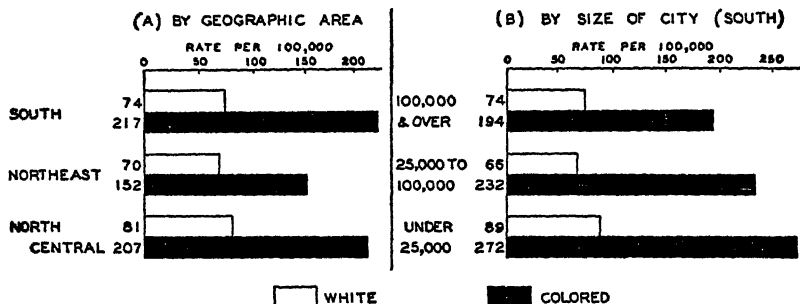 (A) BY GEOGRAPHIC AREA
RATE PER 100,000
0 50 100 150 200
SOUTH
74
217
NORTHEAST
70
152
NORTH
CENTRAL
81
207
(B) BY SIZE OF CITY (SOUTH)
RATE PER 100,000
0 50 100 150 200 250
100,000
& OVER
74
194
25,000 TO
100,000
66
232
UNDER
25,000
89
272
WHITE
COLORED